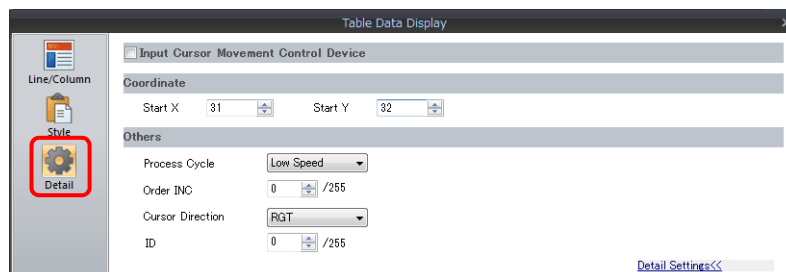 Table Data Display
Line/Column
Style
Detail
Input Cursor Movement Control Device
Coordinate
Start X 31 Start Y 32
Others
Process Cycle Low Speed
Order INC 0 /255
Cursor Direction RGT
ID 0 /255
Detail Settings<<